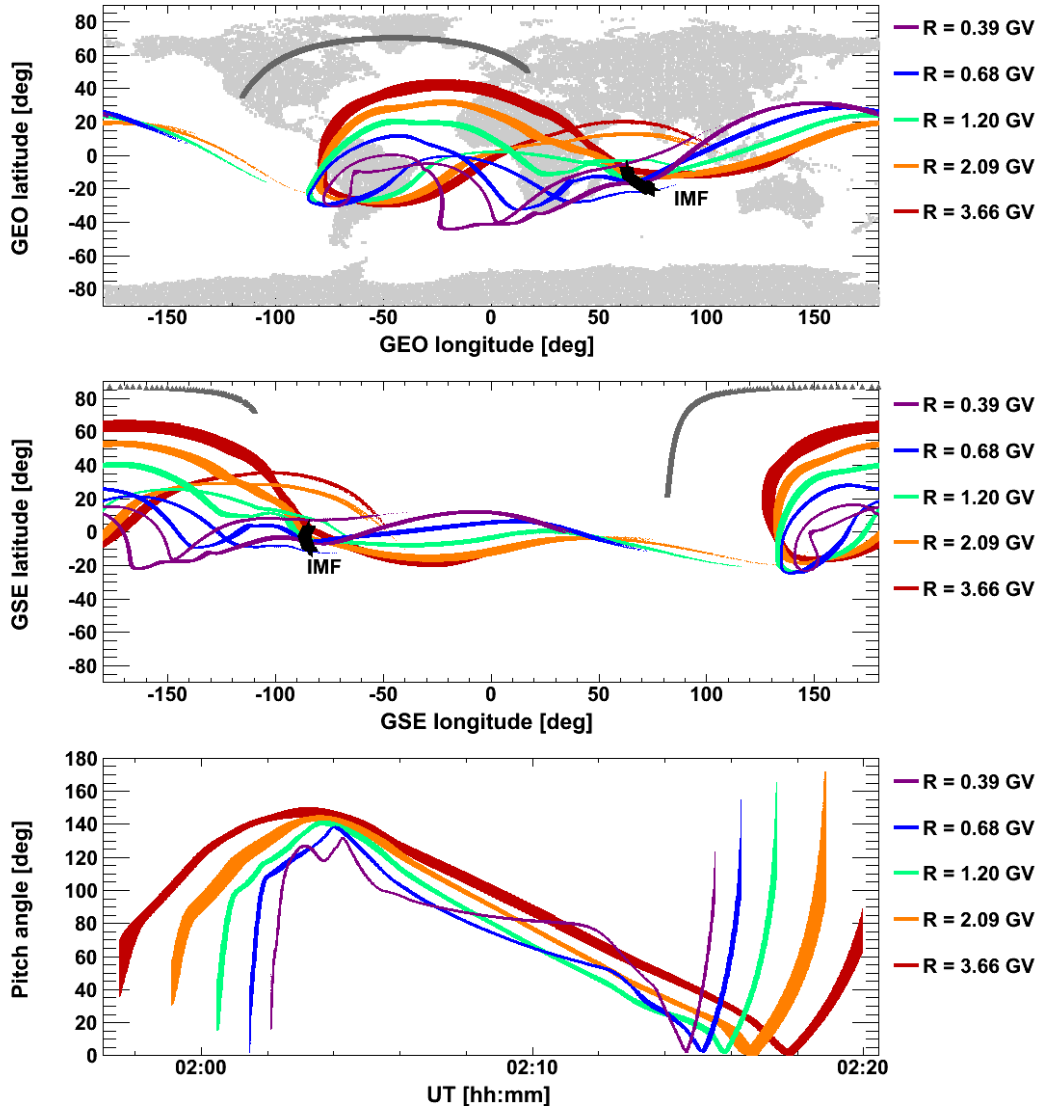 80
60
40
20
0
-20
-40
-60
-80
GEO latitude [deg]
IMF
-150 -100 -50 0 50 100 150
GEO longitude [deg]
R = 0.39 GV
R = 0.68 GV
R = 1.20 GV
R = 2.09 GV
R = 3.66 GV
80
60
40
20
0
-20
-40
-60
-80
GSE latitude [deg]
IMF
-150 -100 -50 0 50 100 150
GSE longitude [deg]
R = 0.39 GV
R = 0.68 GV
R = 1.20 GV
R = 2.09 GV
R = 3.66 GV
180
160
140
120
100
80
60
40
20
0
Pitch angle [deg]
02:00 02:10 02:20
UT [hh:mm]
R = 0.39 GV
R = 0.68 GV
R = 1.20 GV
R = 2.09 GV
R = 3.66 GV